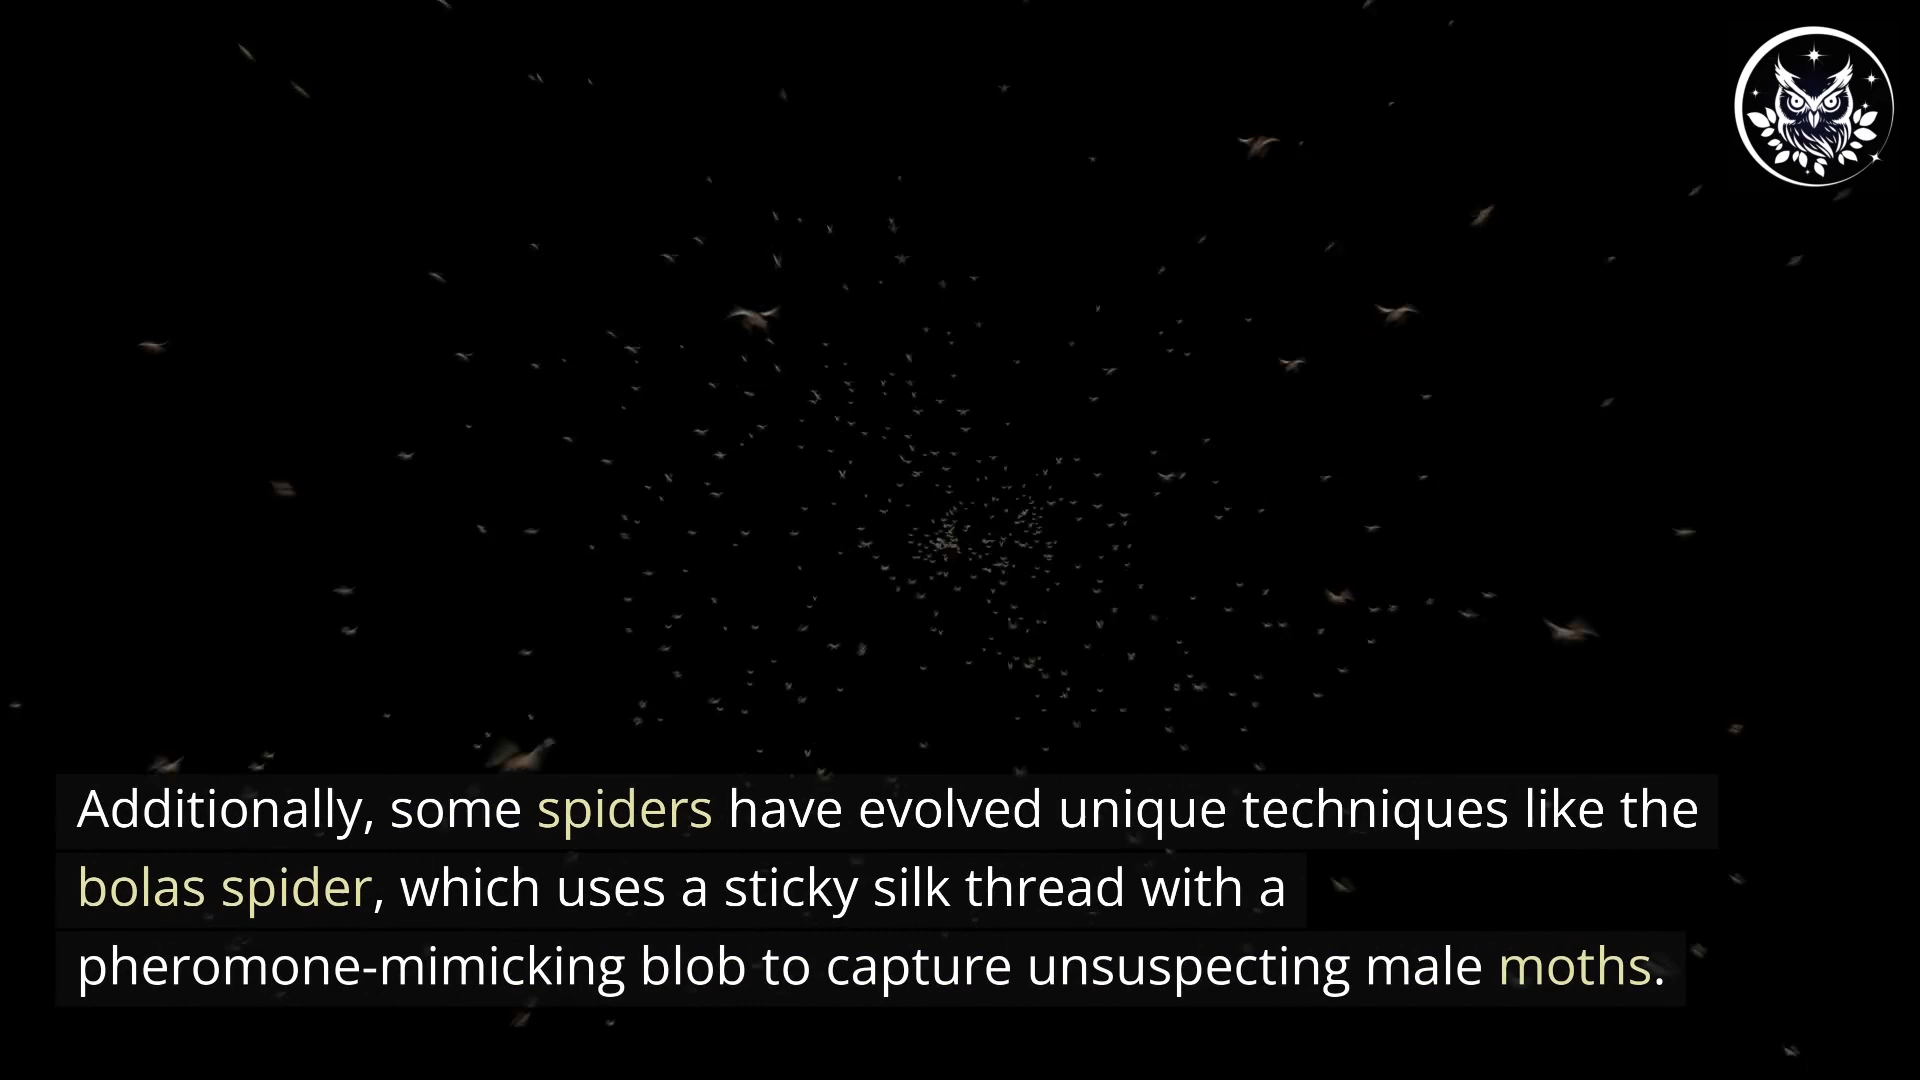 Additionally, some spiders have evolved unique techniques like the
bolas spider, which uses a sticky silk thread with a
pheromone-mimicking blob to capture unsuspecting male moths.